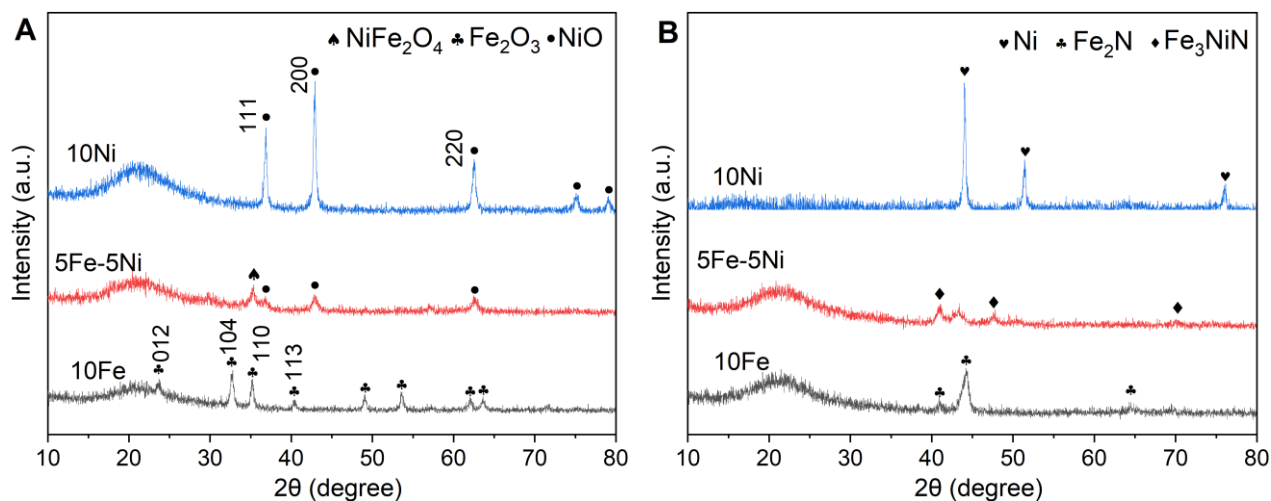 A
♠ NiFe₂O₄ ♣ Fe₂O₃ ● NiO
200
111
220
10Ni
5Fe-5Ni
012
104
110
113
10Fe
Intensity (a.u.)
10 20 30 40 50 60 70 80
2θ (degree)
B
♥ Ni ♣ Fe₂N ♦ Fe₃NiN
10Ni
5Fe-5Ni
10Fe
Intensity (a.u.)
10 20 30 40 50 60 70 80
2θ (degree)